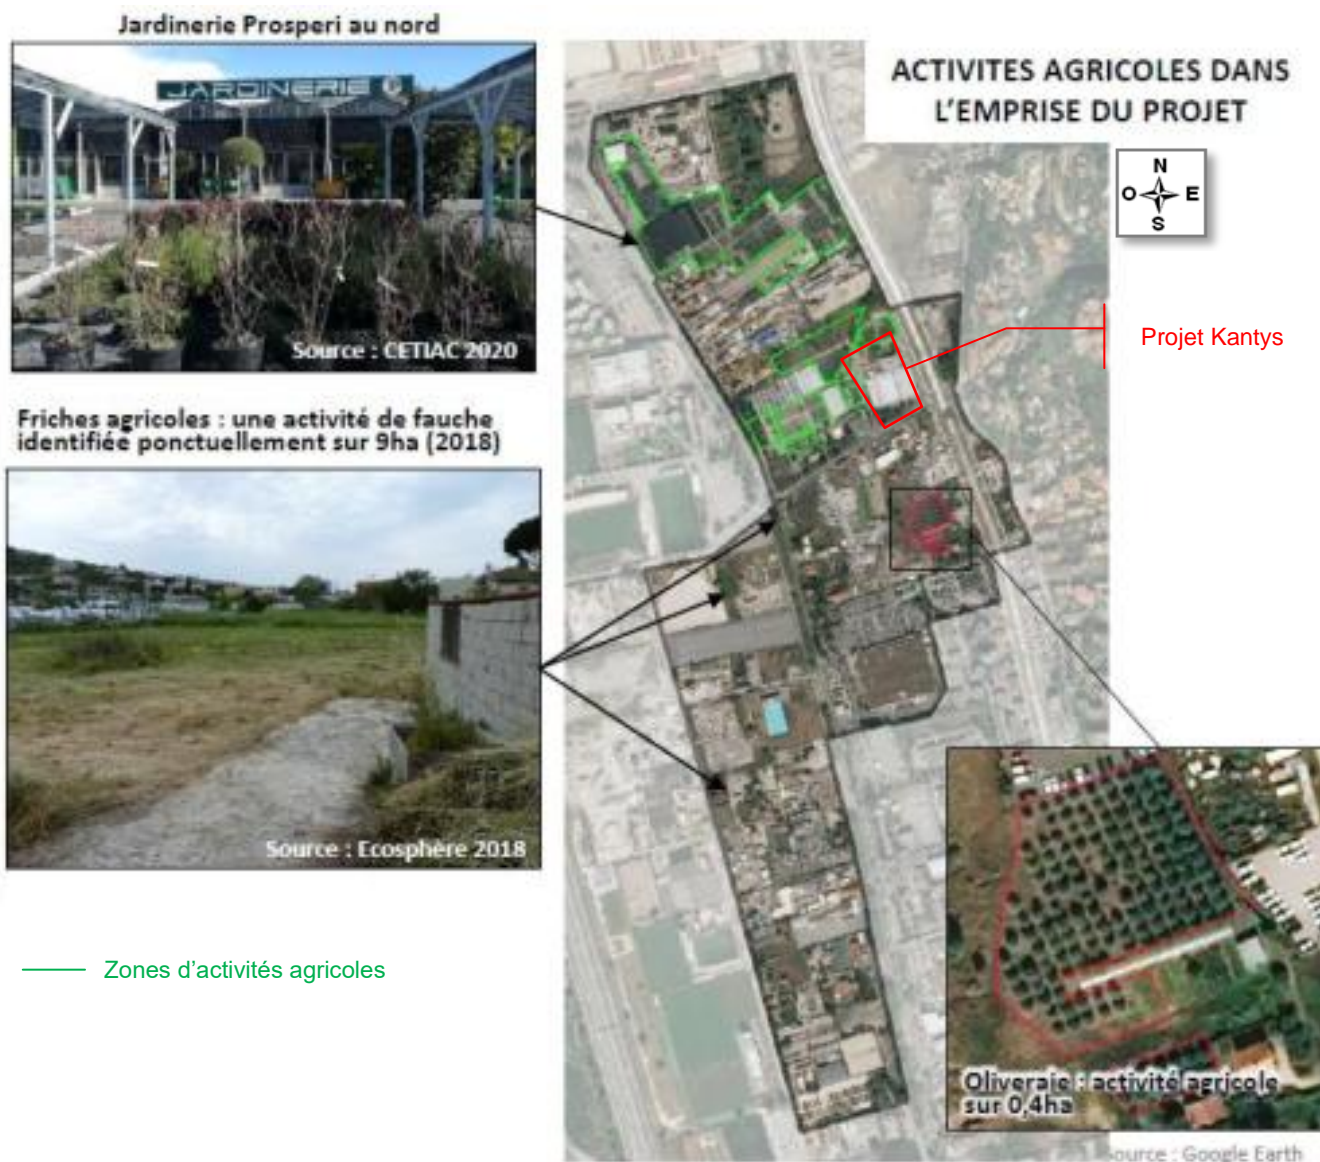 Jardinerie Prosperi au nord
JARDINERIE
Source : CETIAC 2020
ACTIVITES AGRICOLES DANS
L'EMPRISE DU PROJET
N
O E
S
Projet Kantys
Friches agricoles : une activité de fauche
identifiée ponctuellement sur 9ha (2018)
Source : Ecosphère 2018
Zones d'activités agricoles
Oliveraie : activité agricole
sur 0,4ha
Source : Google Earth